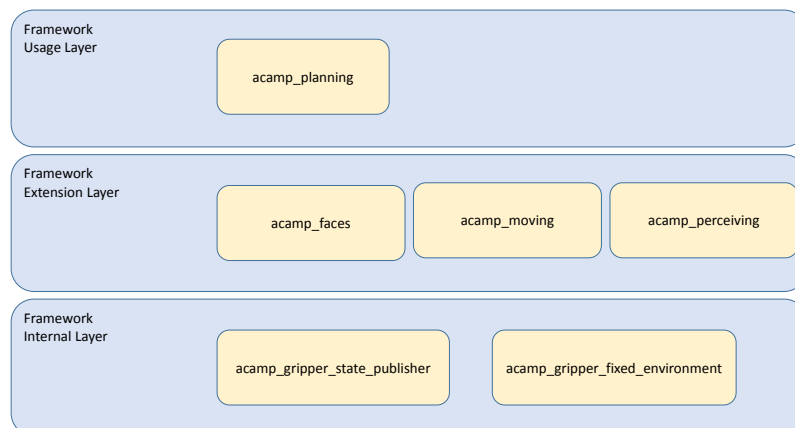 Framework
Usage Layer
acamp_planning
Framework
Extension Layer
acamp_faces
acamp_moving
acamp_perceiving
Framework
Internal Layer
acamp_gripper_state_publisher
acamp_gripper_fixed_environment